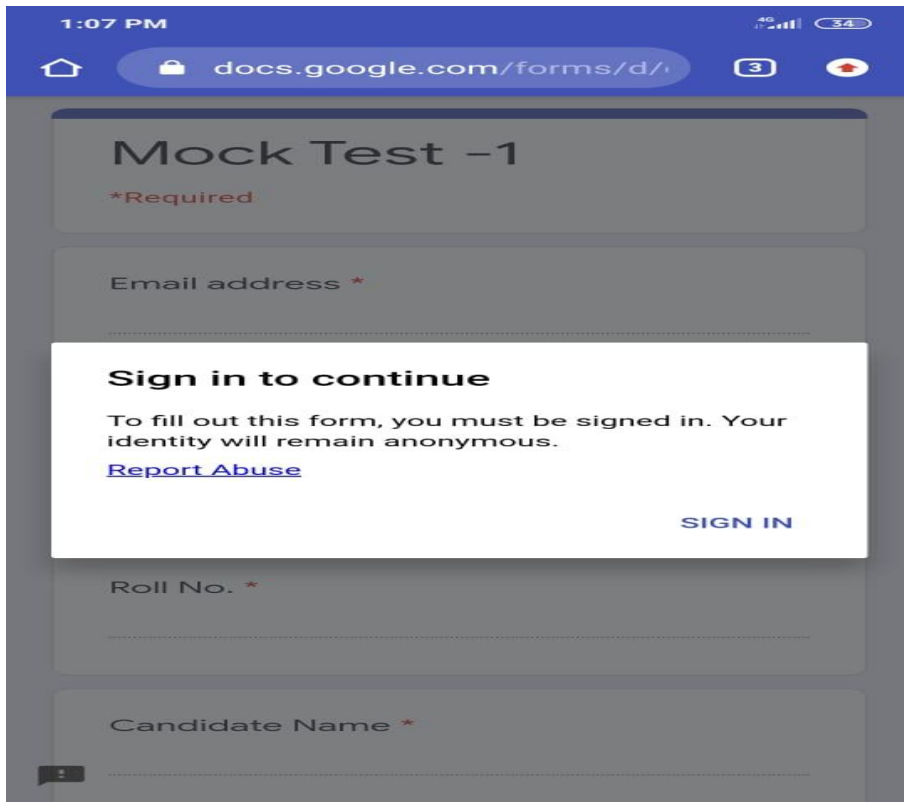 1:07 PM
4G
34
docs.google.com/forms/d/
3
Mock Test -1
*Required
Email address *
Sign in to continue
To fill out this form, you must be signed in. Your
identity will remain anonymous.
Report Abuse
SIGN IN
Roll No. *
Candidate Name *